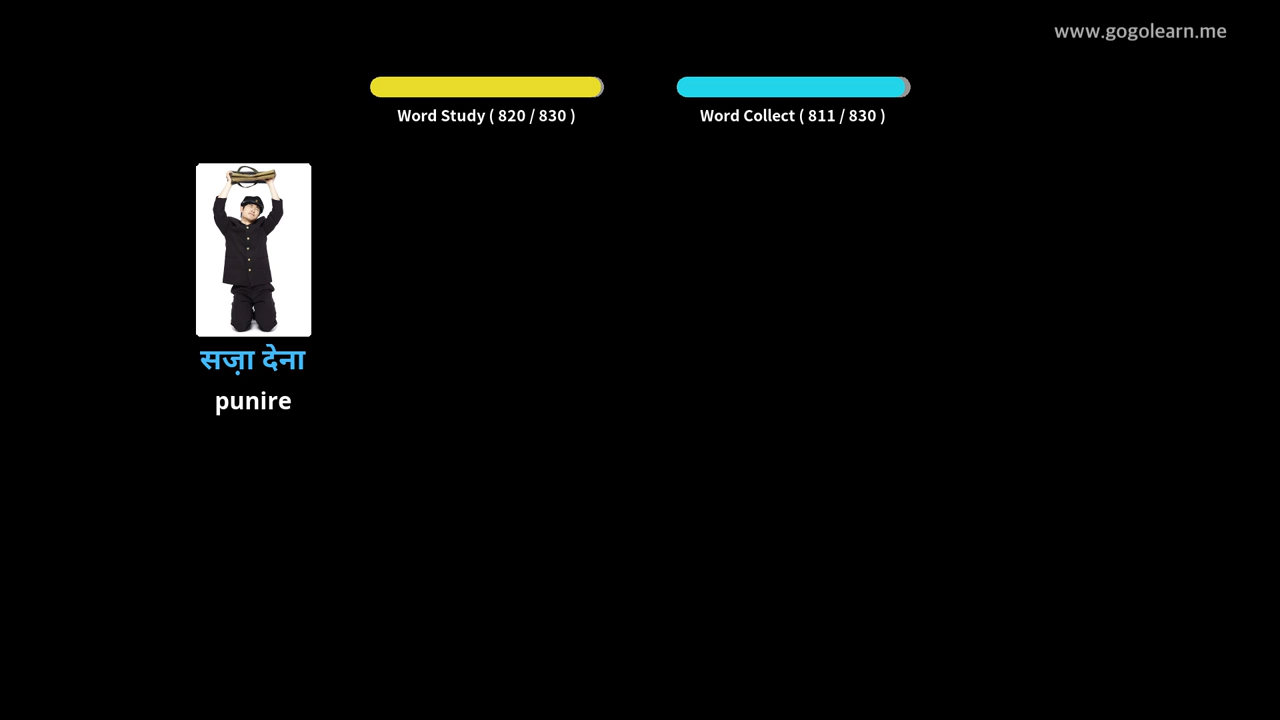 www.gogolearn.me
Word Study ( 820 / 830 )
Word Collect ( 811 / 830 )
सज़ा देना
punire